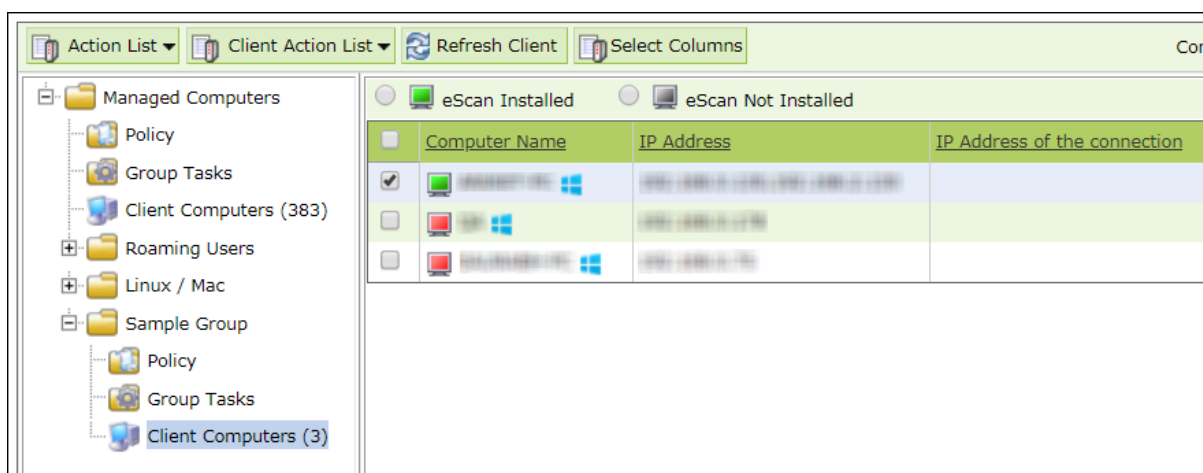 Action List Client Action List Refresh Client Select Columns
Managed Computers
Policy
Group Tasks
Client Computers (383)
Roaming Users
Linux / Mac
Sample Group
Policy
Group Tasks
Client Computers (3)
eScan Installed eScan Not Installed
Computer Name IP Address IP Address of the connection